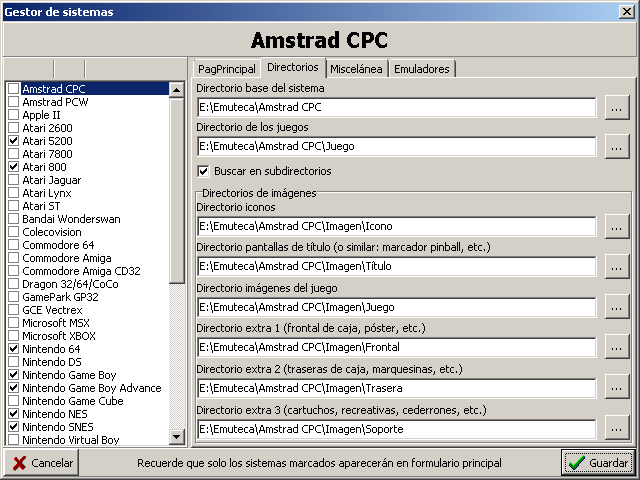 Gestor de sistemas
Amstrad CPC
Amstrad CPC
Amstrad PCW
Apple II
Atari 2600
Atari 5200
Atari 7800
Atari 800
Atari Jaguar
Atari Lynx
Atari ST
Bandai Wonderswan
Colecovision
Commodore 64
Commodore Amiga
Commodore Amiga CD32
Dragon 32/64/CoCo
GamePark GP32
GCE Vectrex
Microsoft MSX
Microsoft XBOX
Nintendo 64
Nintendo DS
Nintendo Game Boy
Nintendo Game Boy Advance
Nintendo Game Cube
Nintendo NES
Nintendo SNES
Nintendo Virtual Boy
PagPrincipal Directorios Miscelánea Emuladores
Directorio base del sistema
E:\Emuteca\Amstrad CPC
...
Directorio de los juegos
E:\Emuteca\Amstrad CPC\Juego
...
Buscar en subdirectorios
Directorios de imágenes
Directorio iconos
E:\Emuteca\Amstrad CPC\Imagen\Icono
...
Directorio pantallas de título (o similar: marcador pinball, etc.)
E:\Emuteca\Amstrad CPC\Imagen\Título
...
Directorio imágenes del juego
E:\Emuteca\Amstrad CPC\Imagen\Juego
...
Directorio extra 1 (frontal de caja, póster, etc.)
E:\Emuteca\Amstrad CPC\Imagen\Frontal
...
Directorio extra 2 (traseras de caja, marquesinas, etc.)
E:\Emuteca\Amstrad CPC\Imagen\Trasera
...
Directorio extra 3 (cartuchos, recreativas, cederrones, etc.)
E:\Emuteca\Amstrad CPC\Imagen\Soporte
...
Cancelar
Recuerde que solo los sistemas marcados aparecerán en formulario principal
Guardar